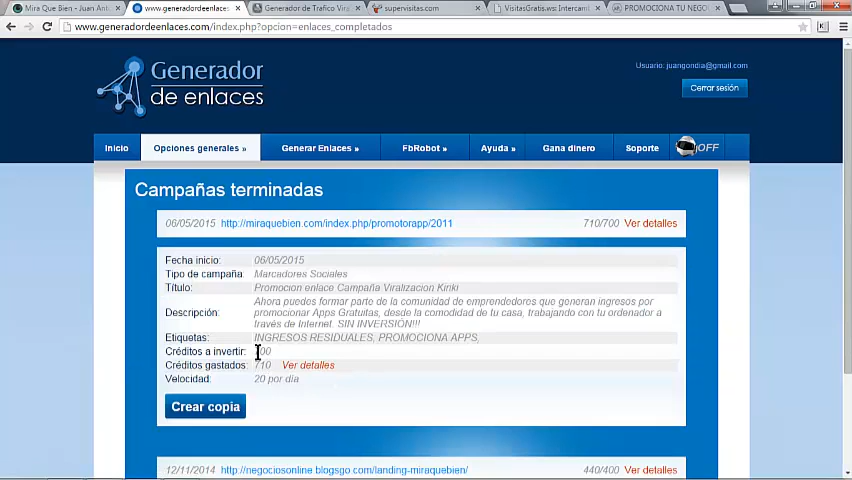 Mira Que Bien - Juan Anto
www.generadordeenlaces
Generador de Trafico Viral
supervisitas.com
VisitasGratis.ws: Intercam
PROMOCIONA TU NEGO
www.generadordeenlaces.com/index.php?opcion=enlaces_completados
Generador
de enlaces
Usuario: juangondia@gmail.com
Cerrar sesión
Inicio
Opciones generales »
Generar Enlaces »
FbRobot »
Ayuda »
Gana dinero
Soporte
OFF
Campañas terminadas
06/05/2015 http://miraquebien.com/index.php/promotorapp/2011 710/700 Ver detalles
Fecha inicio: 06/05/2015
Tipo de campaña: Marcadores Sociales
Título: Promocion enlace Campaña Viralizacion Kiriki
Descripción: Ahora puedes formar parte de la comunidad de emprendedores que generan ingresos por
promocionar Apps Gratuitas, desde la comodidad de tu casa, trabajando con tu ordenador a
través de Internet. SIN INVERSIÓN!!!
Etiquetas: INGRESOS RESIDUALES, PROMOCIONA APPS,
Créditos a invertir: 700
Créditos gastados: 710 Ver detalles
Velocidad: 20 por día
Crear copia
12/11/2014 http://negociosonline.blogsgo.com/landing-miraquebien/ 440/400 Ver detalles